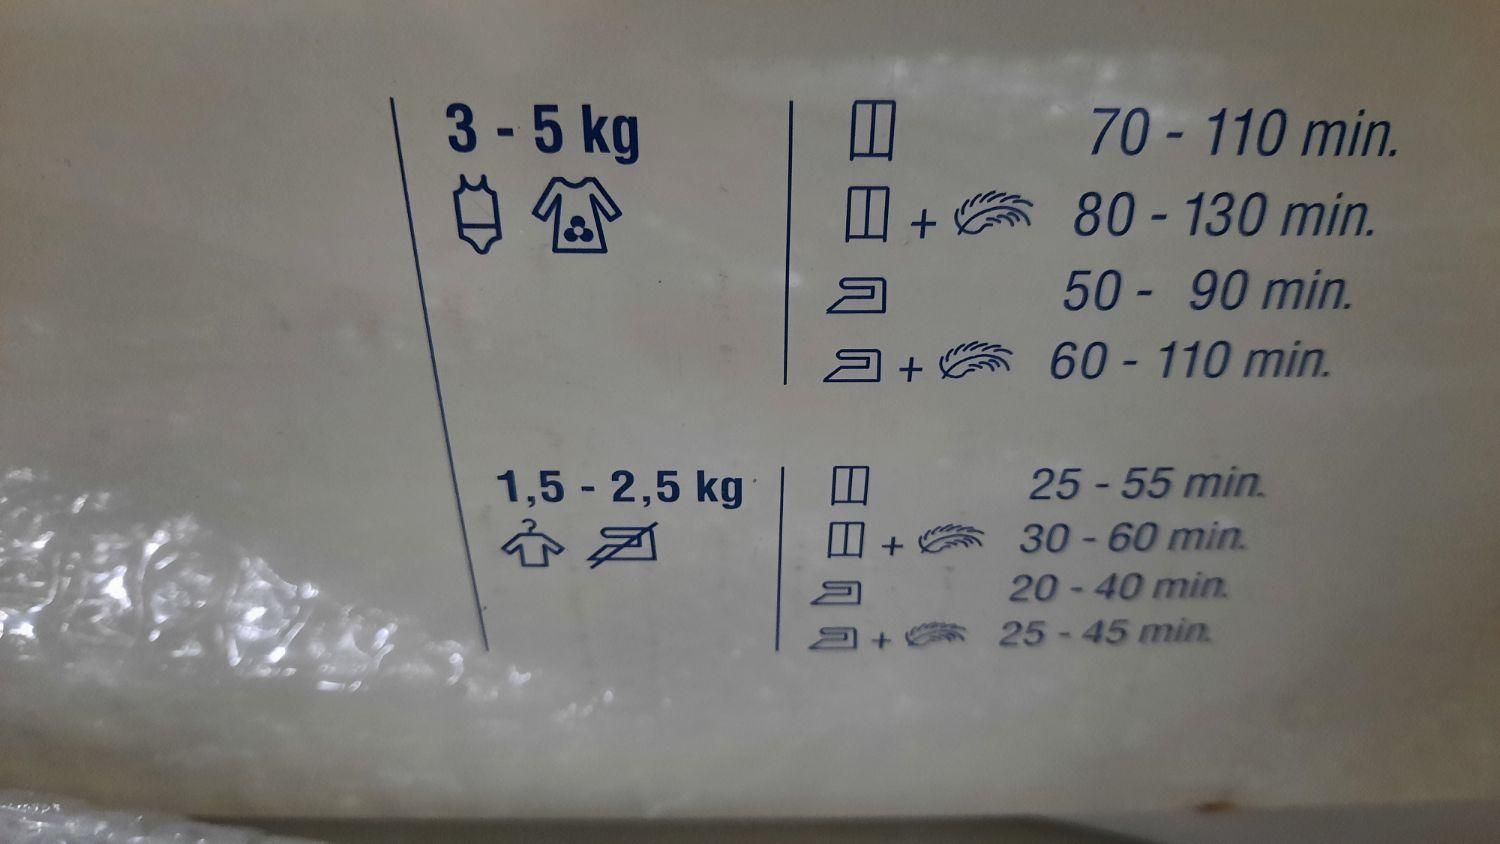 3 - 5 kg
70 - 110 min.
+ 80 - 130 min.
50 - 90 min.
+ 60 - 110 min.
1,5 - 2,5 kg
25 - 55 min.
+ 30 - 60 min.
20 - 40 min.
+ 25 - 45 min.